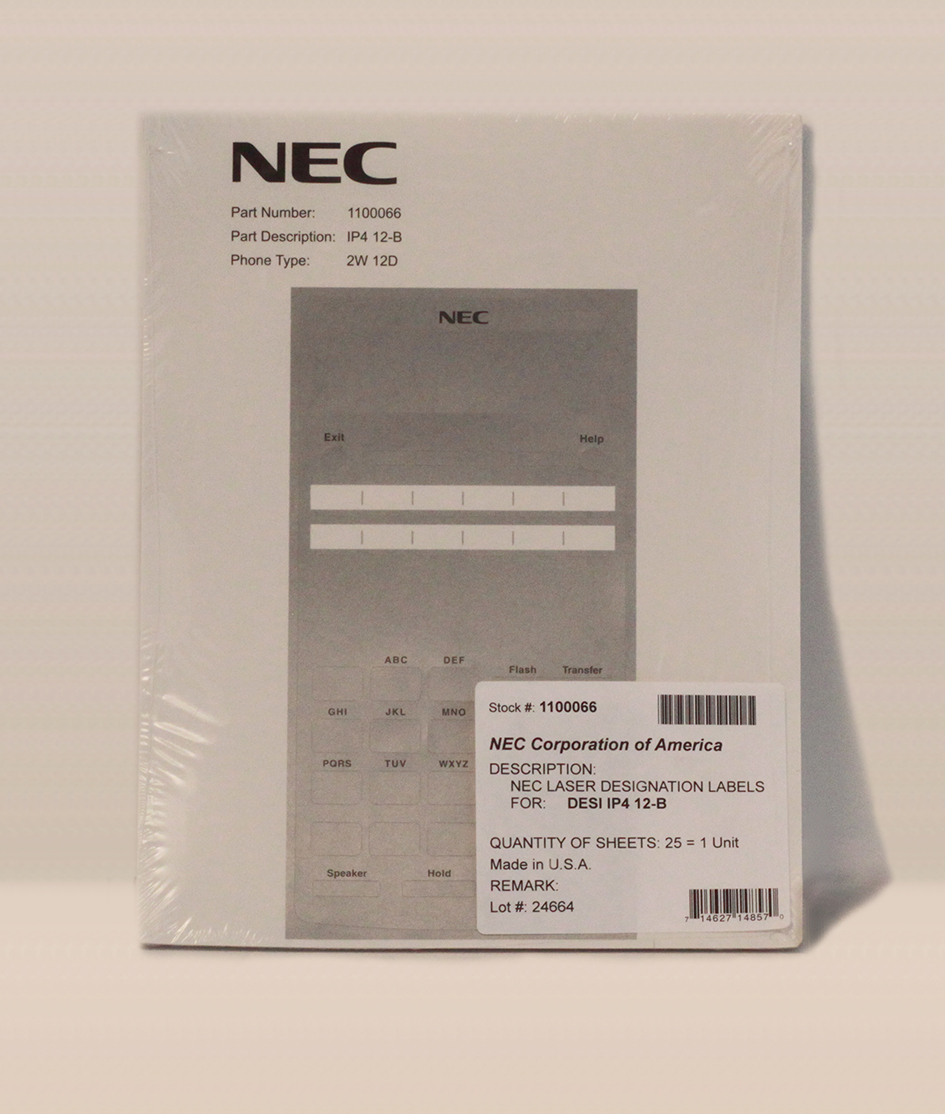 NEC
Part Number: 1100066
Part Description: IP4 12-B
Phone Type: 2W 12D
NEC
Exit Help
ABC DEF
Flash Transfer
GHI JKL MNO
PQRS TUV WXYZ
Speaker Hold
Stock #: 1100066
NEC Corporation of America
DESCRIPTION:
NEC LASER DESIGNATION LABELS
FOR: DESI IP4 12-B
QUANTITY OF SHEETS: 25 = 1 Unit
Made in U.S.A.
REMARK:
Lot #: 24664
7 14627 14857 0